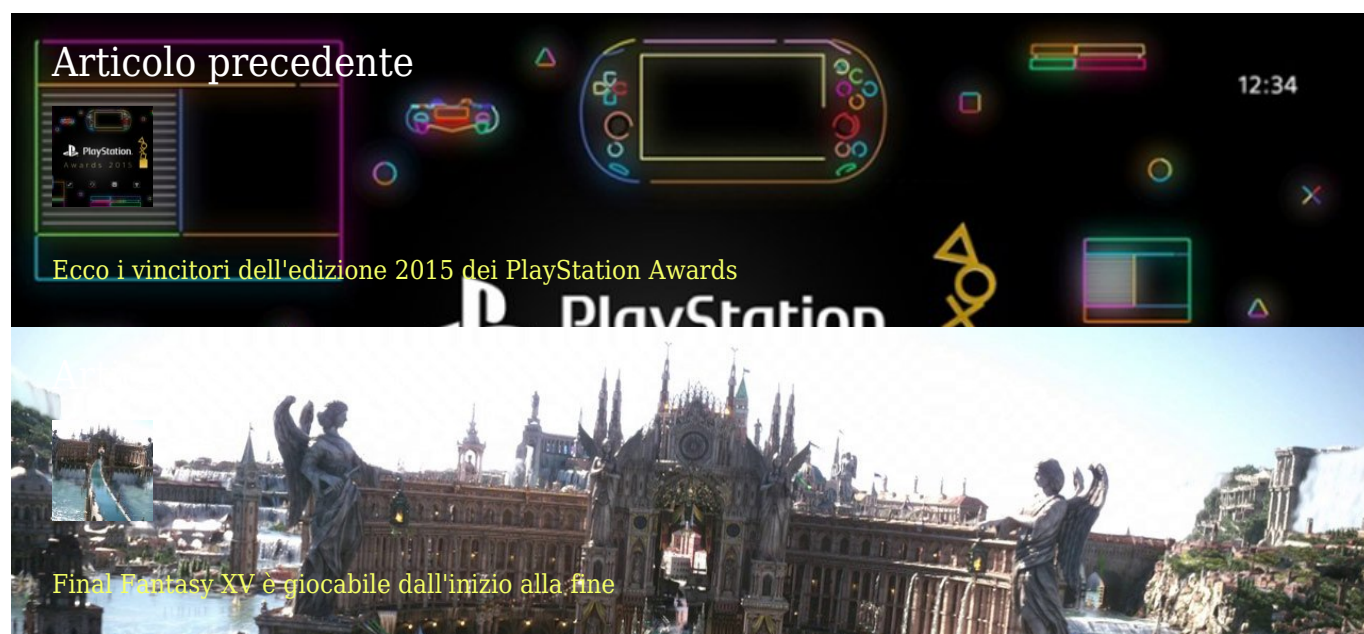 Articolo precedente
12:34
PlayStation
Awards 2015
Ecco i vincitori dell'edizione 2015 dei PlayStation Awards
PlayStation
Final Fantasy XV è giocabile dall'inizio alla fine